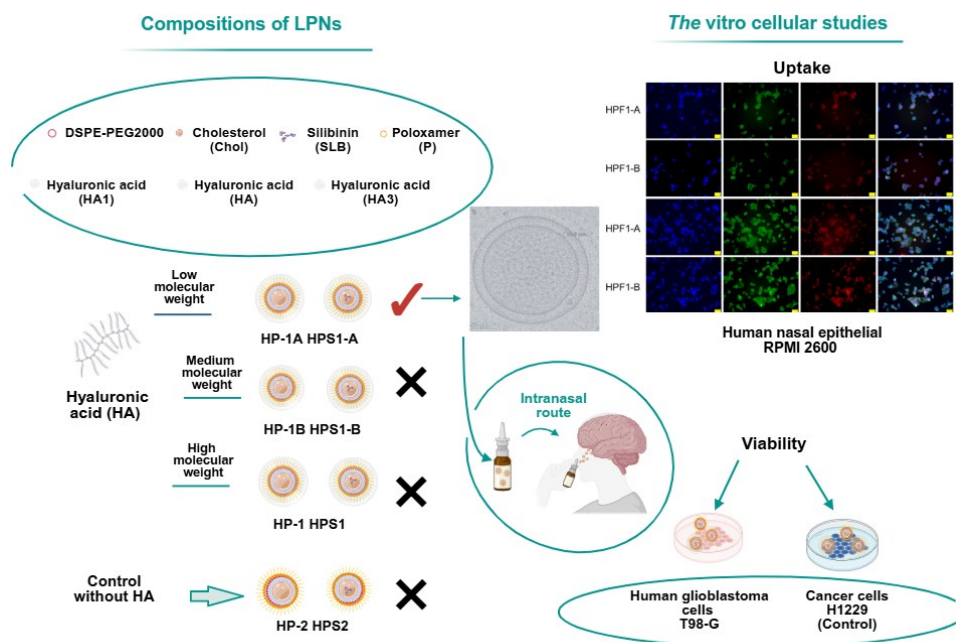 Compositions of LPNs
DSPE-PEG2000
Cholesterol
(Chol)
Silibinin
(SLB)
Poloxamer
(P)
Hyaluronic acid
(HA1)
Hyaluronic acid
(HA)
Hyaluronic acid
(HA3)
Low
molecular
weight
HP-1A HPS1-A
Medium
molecular
weight
Hyaluronic
acid (HA)
HP-1B HPS1-B
High
molecular
weight
HP-1 HPS1
Control
without HA
HP-2 HPS2
Intranasal
route
The vitro cellular studies
Uptake
HPF1-A
HPF1-B
HPF1-A
HPF1-B
Human nasal epithelial
RPMI 2600
Viability
Human glioblastoma
cells
T98-G
Cancer cells
H1229
(Control)